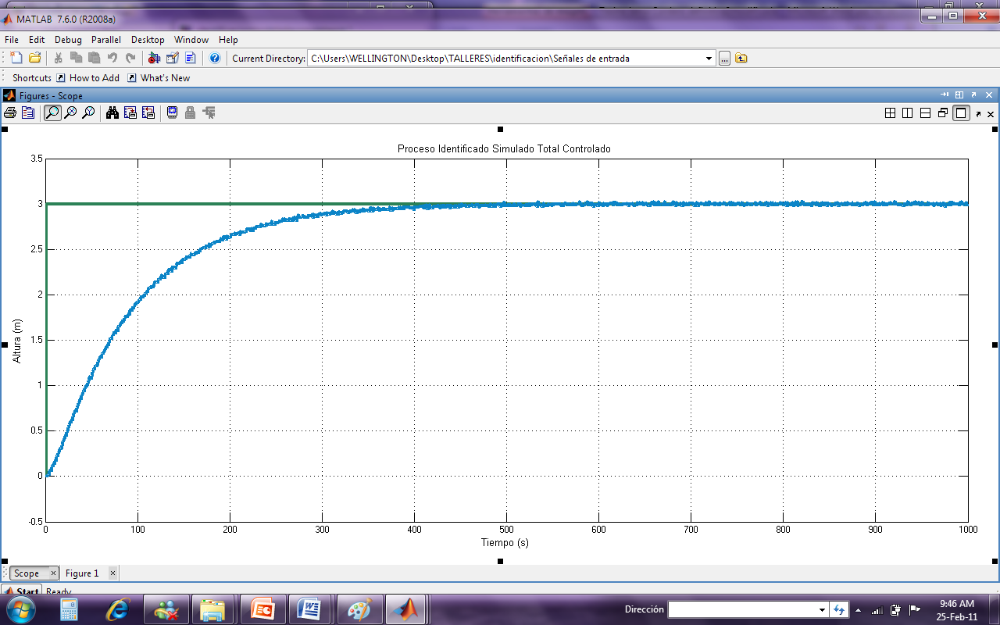 MATLAB 7.6.0 (R2008a)
File Edit Debug Parallel Desktop Window Help
Current Directory: C:\Users\WELLINGTON\Desktop\TALLERES\identificacion\Señales de entrada
Shortcuts How to Add What's New
Figures - Scope
Proceso Identificado Simulado Total Controlado
3.5
3
2.5
2
1.5
1
0.5
0
-0.5
Altura (m)
0 100 200 300 400 500 600 700 800 900 1000
Tiempo (s)
Scope Figure 1
Start Ready
Dirección
9:46 AM
25-Feb-11